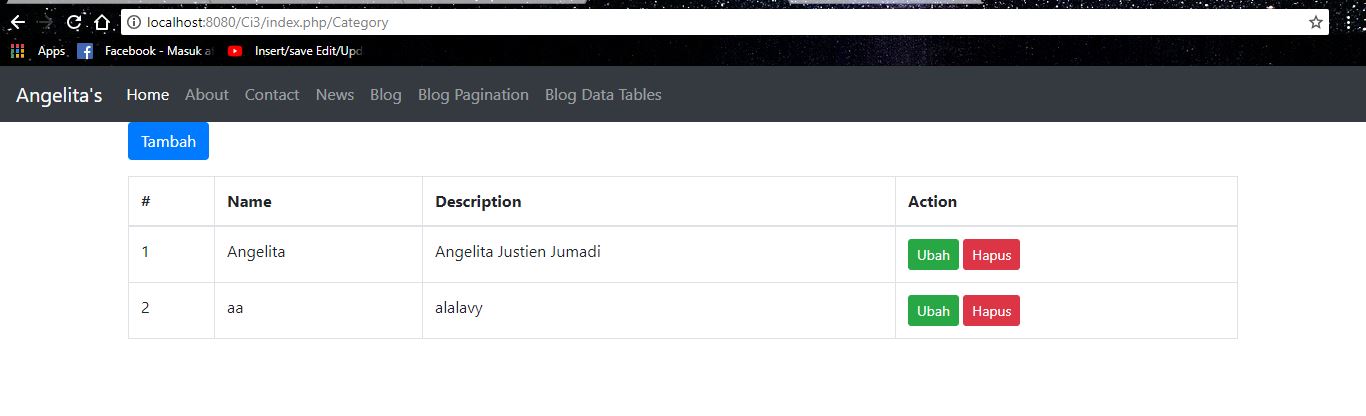 localhost:8080/Ci3/index.php/Category
Apps Facebook - Masuk a Insert/save Edit/Upd
Angelita's Home About Contact News Blog Blog Pagination Blog Data Tables
Tambah
# Name Description Action
1 Angelita Angelita Justien Jumadi Ubah Hapus
2 aa alalavy Ubah Hapus